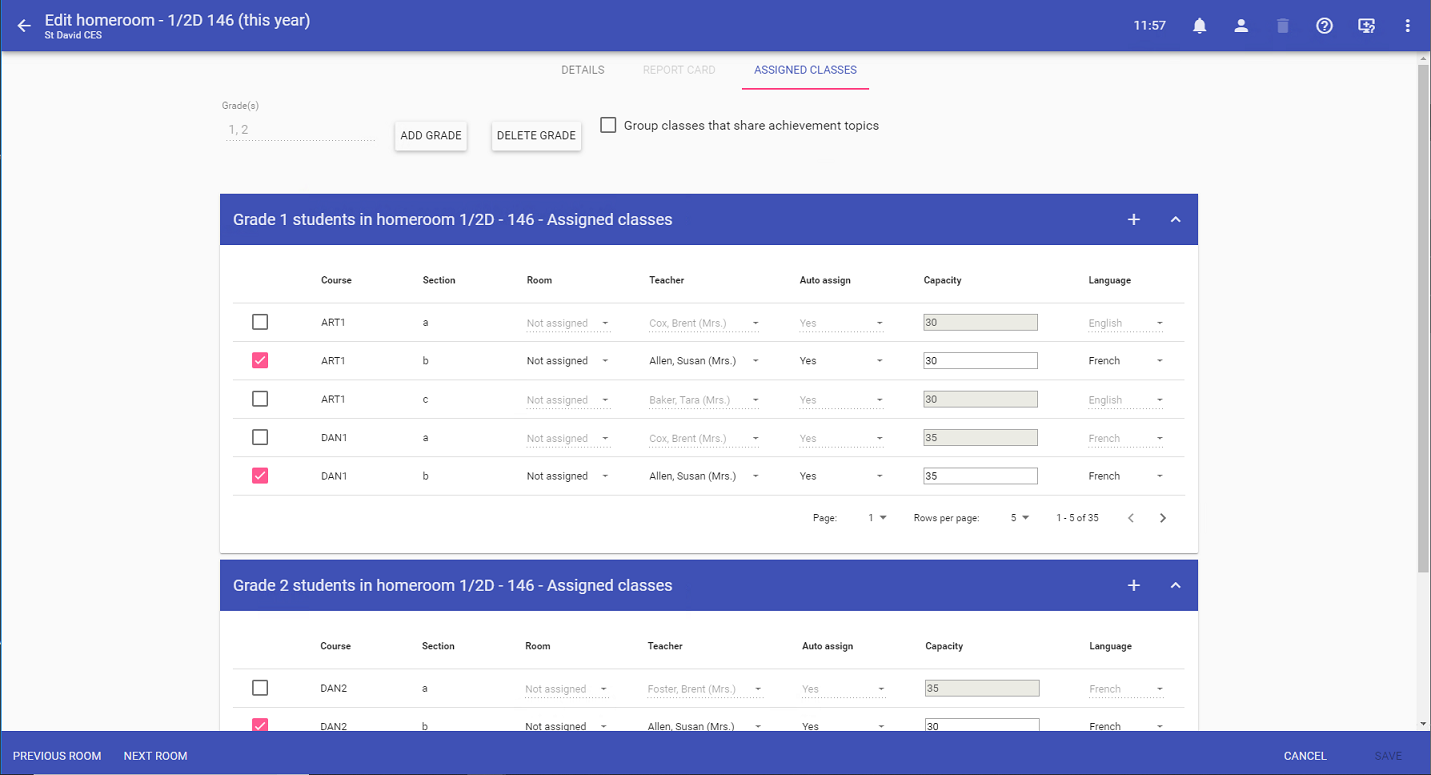 Edit homeroom - 1/2D 146 (this year)
St David CES
11:57
DETAILS REPORT CARD ASSIGNED CLASSES
Grade(s)
1, 2
ADD GRADE DELETE GRADE Group classes that share achievement topics
Grade 1 students in homeroom 1/2D - 146 - Assigned classes
Course Section Room Teacher Auto assign Capacity Language
ART1 a Not assigned Cox, Brent (Mrs.) Yes 30 English
ART1 b Not assigned Allen, Susan (Mrs.) Yes 30 French
ART1 c Not assigned Baker, Tara (Mrs.) Yes 30 English
DAN1 a Not assigned Cox, Brent (Mrs.) Yes 35 French
DAN1 b Not assigned Allen, Susan (Mrs.) Yes 35 French
Page: 1 Rows per page: 5 1 - 5 of 35
Grade 2 students in homeroom 1/2D - 146 - Assigned classes
Course Section Room Teacher Auto assign Capacity Language
DAN2 a Not assigned Foster, Brent (Mrs.) Yes 35 French
DAN2 b Not assigned Allen, Susan (Mrs.) Yes 30 French
PREVIOUS ROOM NEXT ROOM CANCEL SAVE